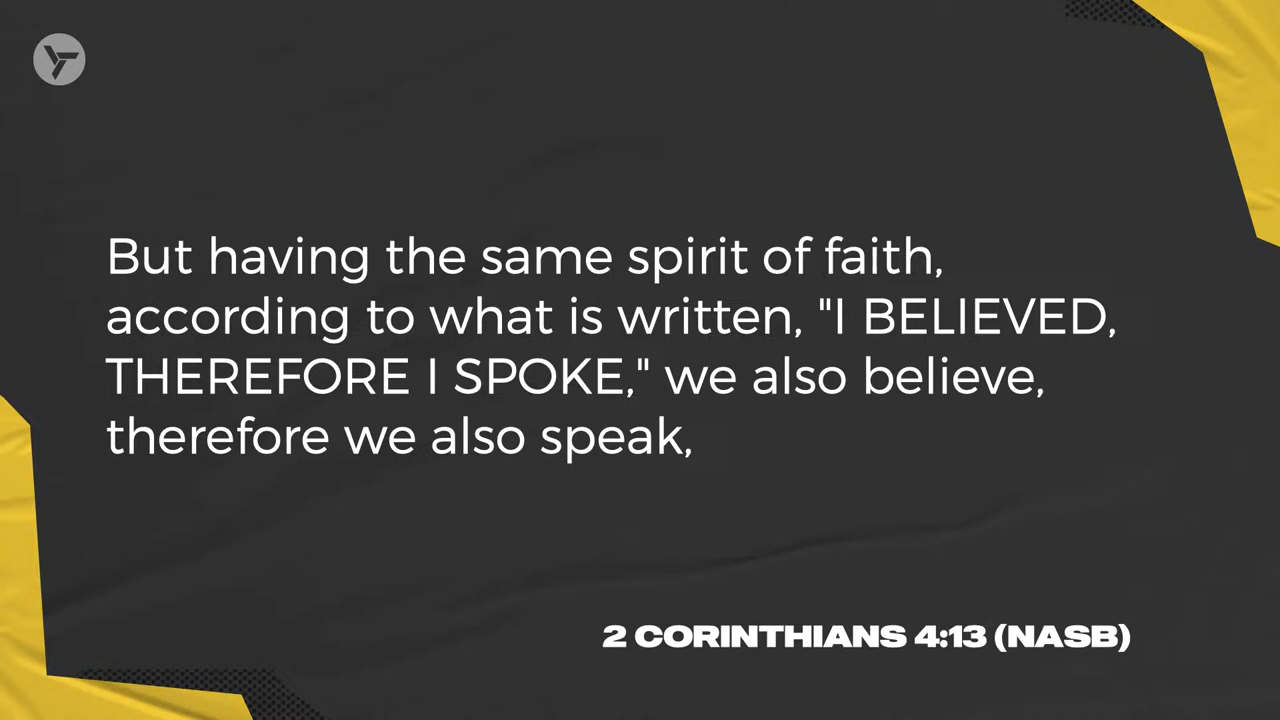 But having the same spirit of faith,
according to what is written, "I BELIEVED,
THEREFORE I SPOKE," we also believe,
therefore we also speak,
2 CORINTHIANS 4:13 (NASB)